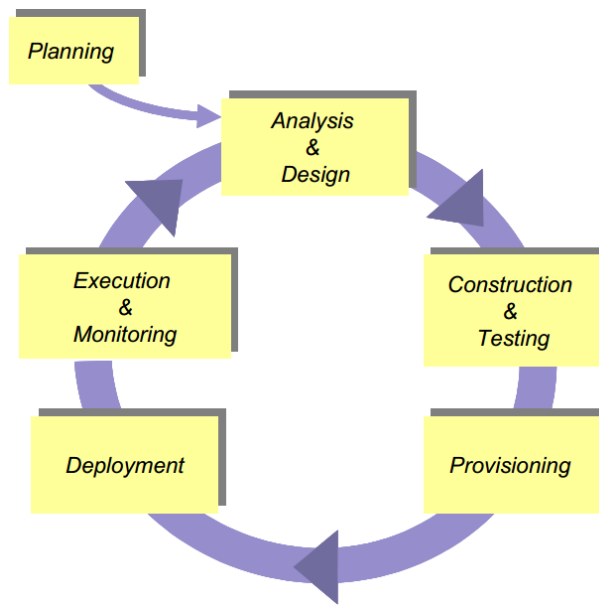 Planning
Analysis
&
Design
Execution
&
Monitoring
Construction
&
Testing
Deployment
Provisioning